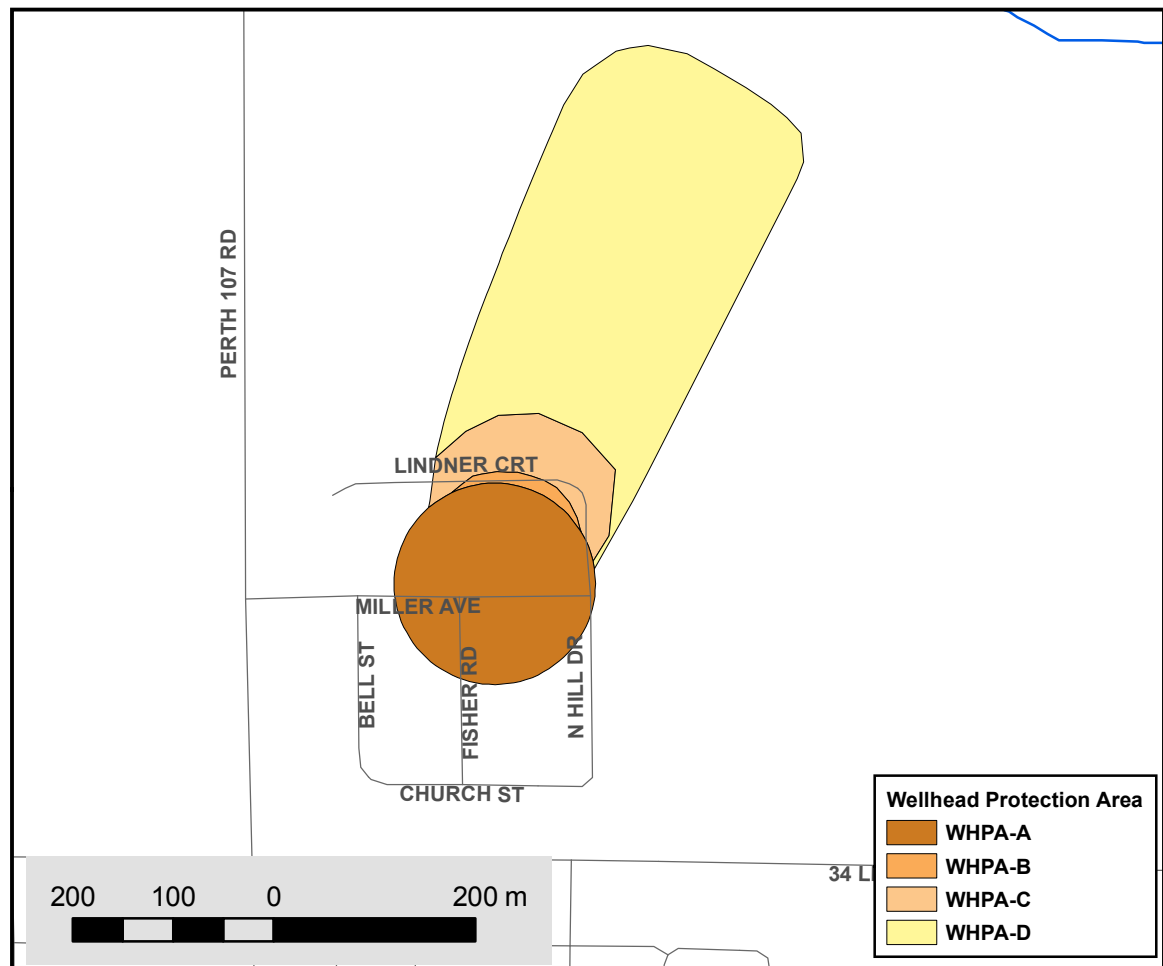 PERTH 107 RD
LINDNER CRT
MILLER AVE
BELL ST
FISHER RD
N HILL DR
CHURCH ST
34
200 100 0 200 m
Wellhead Protection Area
WHPA-A
WHPA-B
WHPA-C
WHPA-D